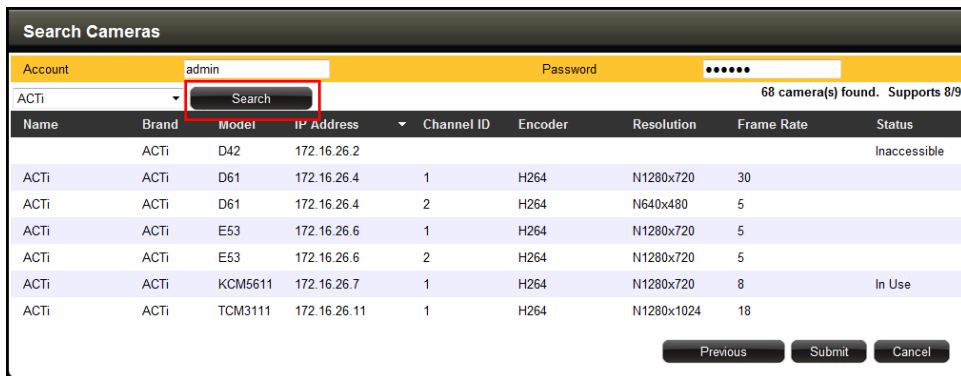 Search Cameras
Account admin Password ••••••
ACTi Search 68 camera(s) found. Supports 8/9
Name Brand Model IP Address Channel ID Encoder Resolution Frame Rate Status
ACTi D42 172.16.26.2 Inaccessible
ACTi ACTi D61 172.16.26.4 1 H264 N1280x720 30
ACTi ACTi D61 172.16.26.4 2 H264 N640x480 5
ACTi ACTi E53 172.16.26.6 1 H264 N1280x720 5
ACTi ACTi E53 172.16.26.6 2 H264 N1280x720 5
ACTi ACTi KCM5611 172.16.26.7 1 H264 N1280x720 8 In Use
ACTi ACTi TCM3111 172.16.26.11 1 H264 N1280x1024 18
Previous Submit Cancel